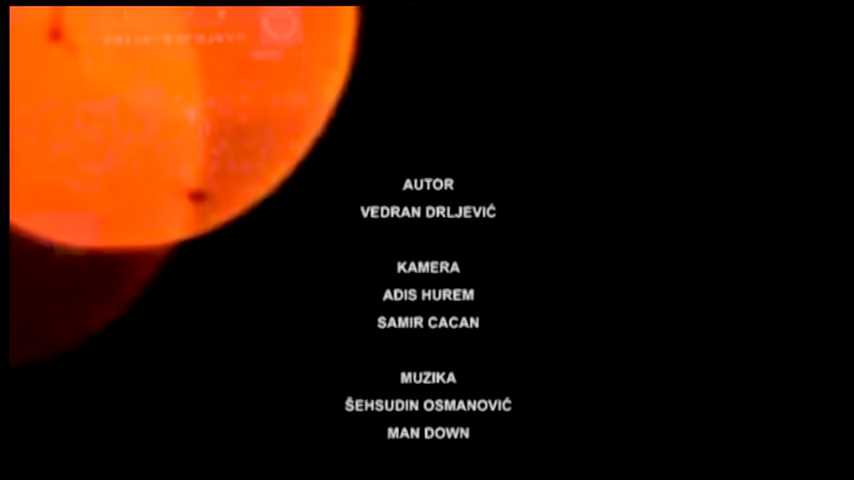 AUTOR
VEDRAN DRLJEVIĆ
KAMERA
ADIS HUREM
SAMIR CACAN
MUZIKA
ŠEHSUDIN OSMANOVIĆ
MAN DOWN